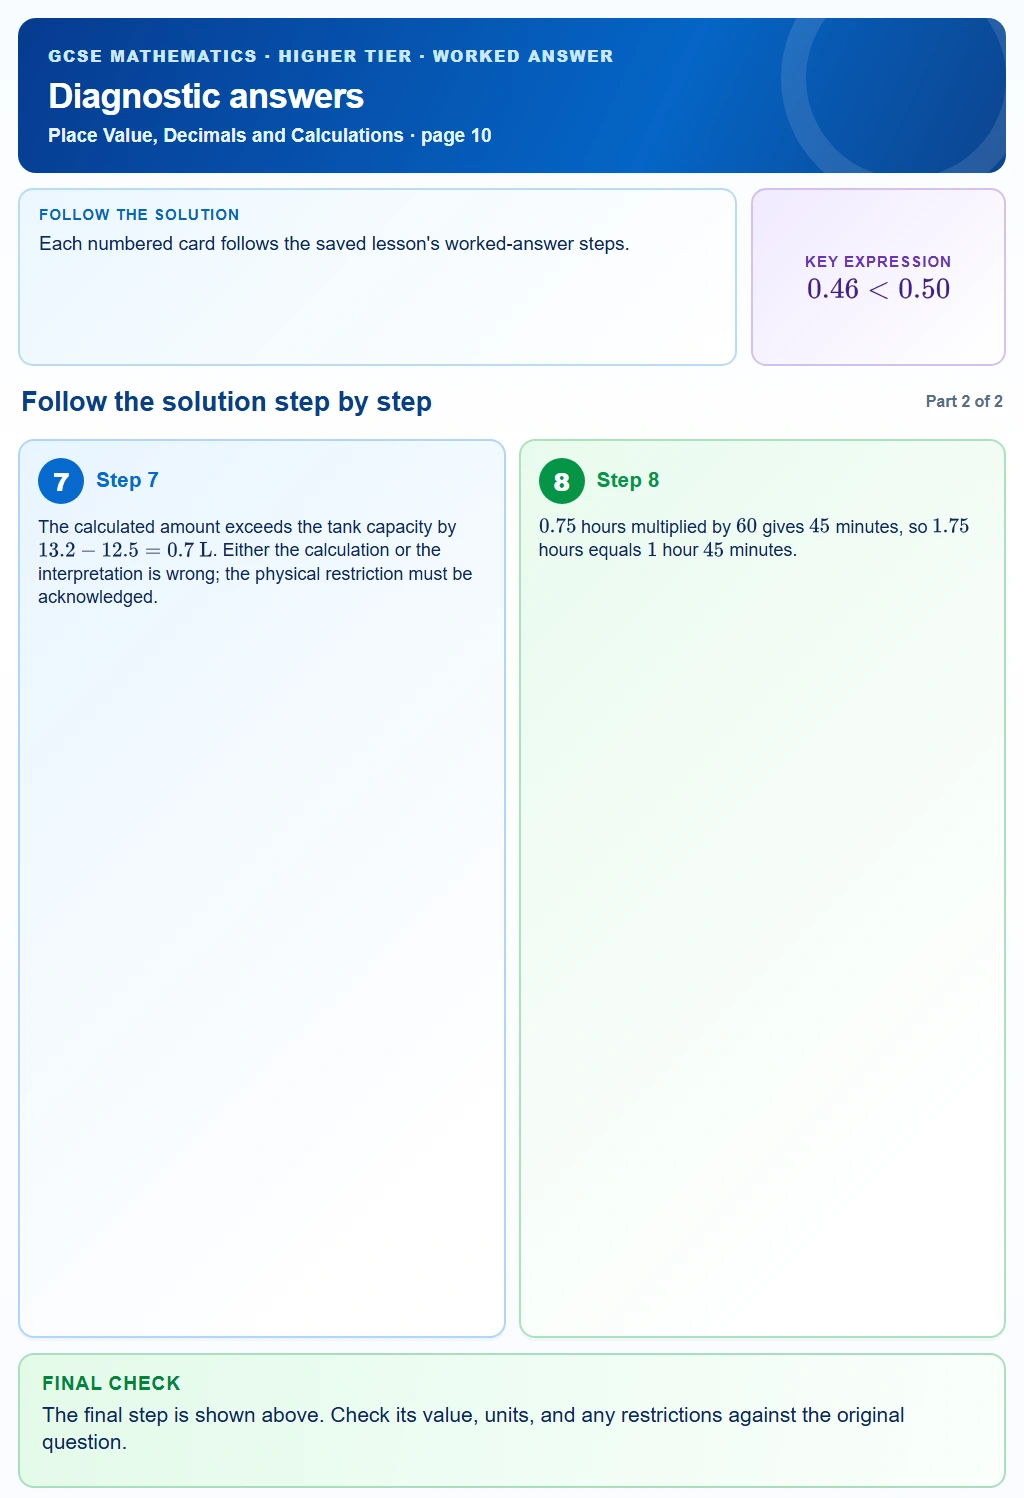 GCSE MATHEMATICS · HIGHER TIER · WORKED ANSWER
Diagnostic answers
Place Value, Decimals and Calculations · page 10
FOLLOW THE SOLUTION
Each numbered card follows the saved lesson's worked-answer steps.
KEY EXPRESSION
0.46 < 0.50
Follow the solution step by step
Part 2 of 2
7 Step 7
The calculated amount exceeds the tank capacity by
13.2 − 12.5 = 0.7 L. Either the calculation or the
interpretation is wrong; the physical restriction must be
acknowledged.
8 Step 8
0.75 hours multiplied by 60 gives 45 minutes, so 1.75
hours equals 1 hour 45 minutes.
FINAL CHECK
The final step is shown above. Check its value, units, and any restrictions against the original
question.